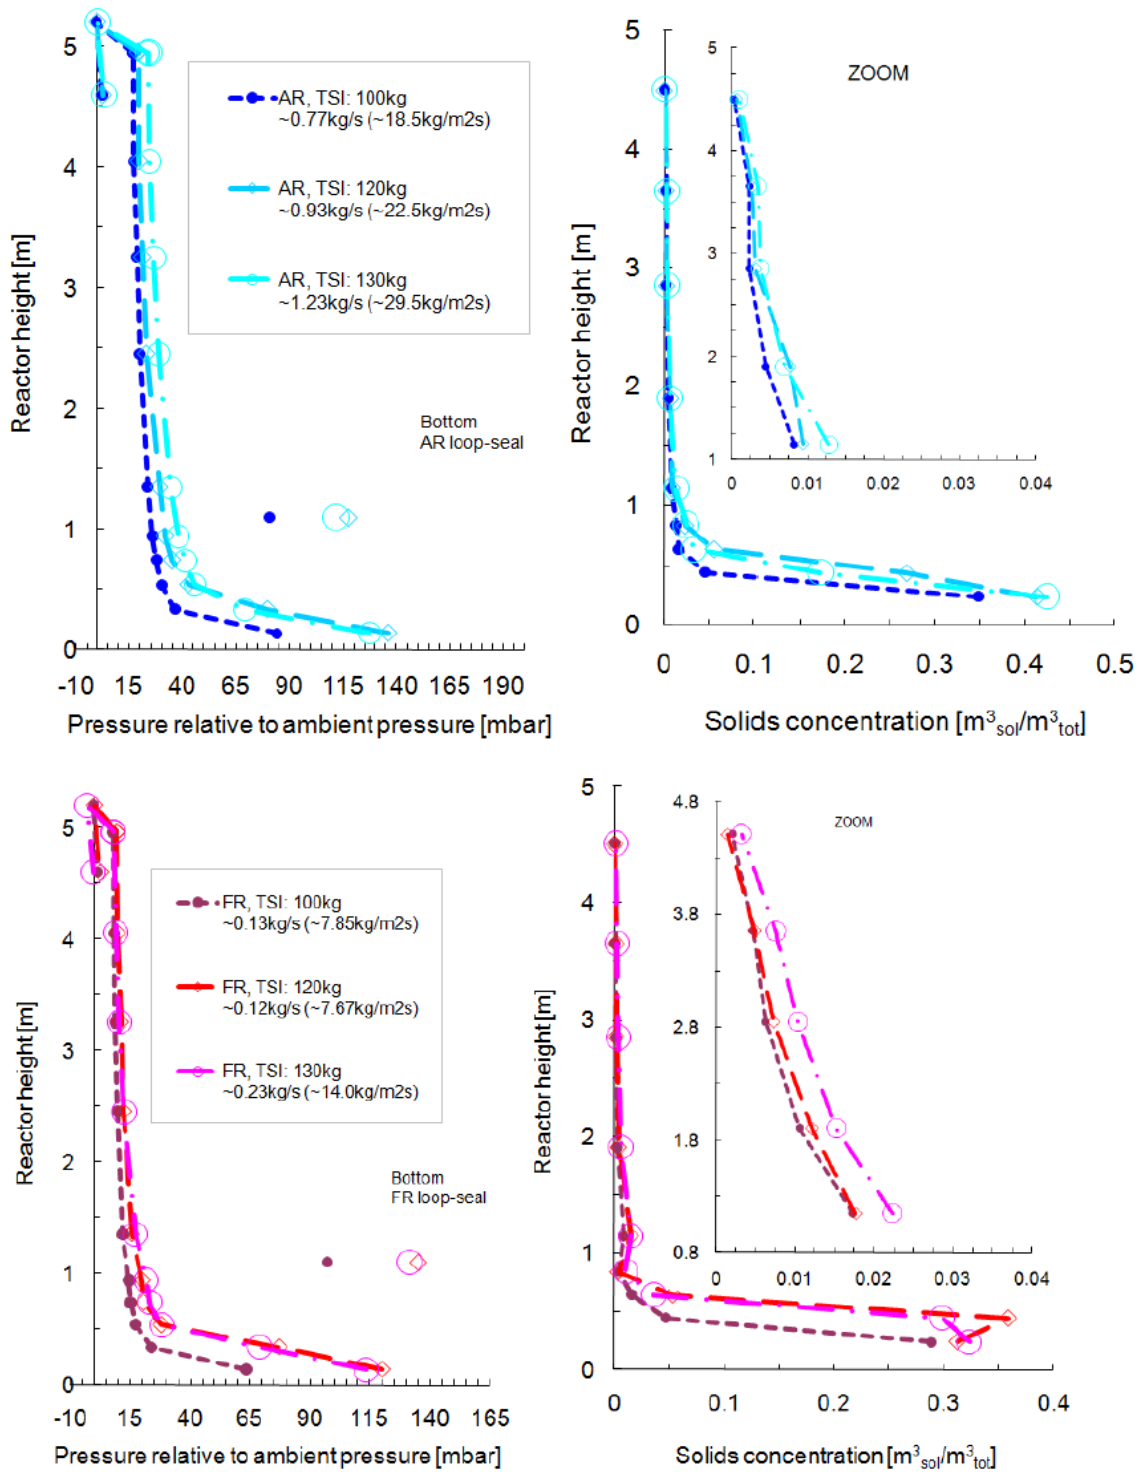 5
4
3
2
1
0
-10 15 40 65 90 115 140 165 190
Reactor height [m]
Pressure relative to ambient pressure [mbar]
AR, TSI: 100kg
~0.77kg/s (~18.5kg/m2s)
AR, TSI: 120kg
~0.93kg/s (~22.5kg/m2s)
AR, TSI: 130kg
~1.23kg/s (~29.5kg/m2s)
Bottom
AR loop-seal
5
4
3
2
1
0
0 0.1 0.2 0.3 0.4 0.5
Reactor height [m]
Solids concentration [m³sol/m³tot]
ZOOM
5
4
3
2
1
0 0.01 0.02 0.03 0.04
5
4
3
2
1
0
-10 15 40 65 90 115 140 165
Reactor height [m]
Pressure relative to ambient pressure [mbar]
FR, TSI: 100kg
~0.13kg/s (~7.85kg/m2s)
FR, TSI: 120kg
~0.12kg/s (~7.67kg/m2s)
FR, TSI: 130kg
~0.23kg/s (~14.0kg/m2s)
Bottom
FR loop-seal
5
4
3
2
1
0
0 0.1 0.2 0.3 0.4
Reactor height [m]
Solids concentration [m³sol/m³tot]
ZOOM
4.8
3.8
2.8
1.8
0.8
0 0.01 0.02 0.03 0.04